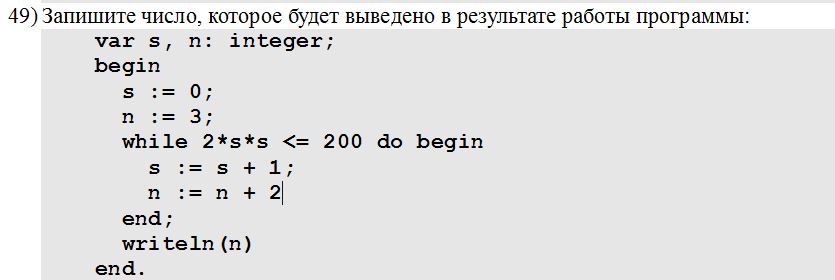 49) Запишите число, которое будет выведено в результате работы программы:
var s, n: integer;
begin
s := 0;
n := 3;
while 2*s*s <= 200 do begin
s := s + 1;
n := n + 2
end;
writeln(n)
end.